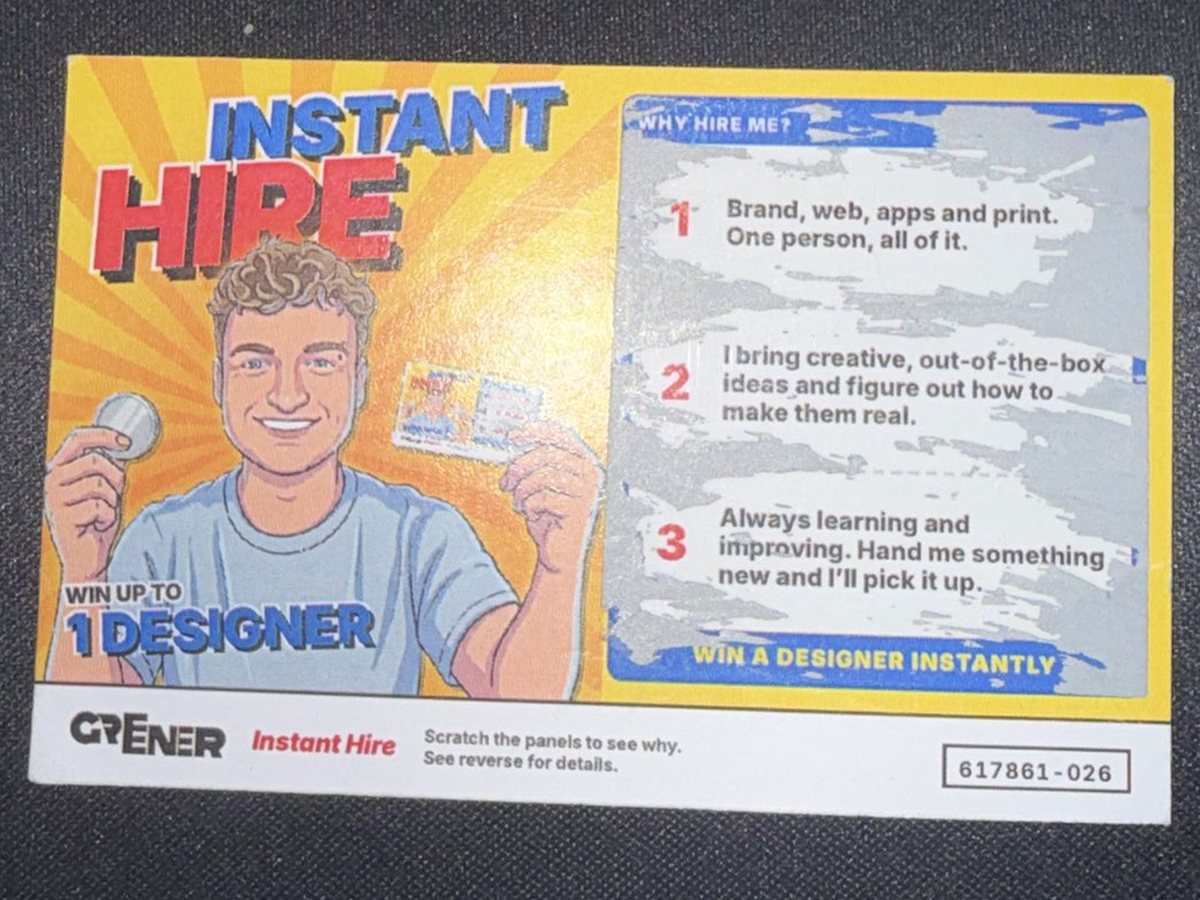 INSTANT
HIRE
WIN UP TO
1 DESIGNER
WHY HIRE ME?
1
Brand, web, apps and print.
One person, all of it.
2
I bring creative, out-of-the-box
ideas and figure out how to
make them real.
3
Always learning and
improving. Hand me something
new and I'll pick it up.
WIN A DESIGNER INSTANTLY
GRENER
Instant Hire
Scratch the panels to see why.
See reverse for details.
617861-026